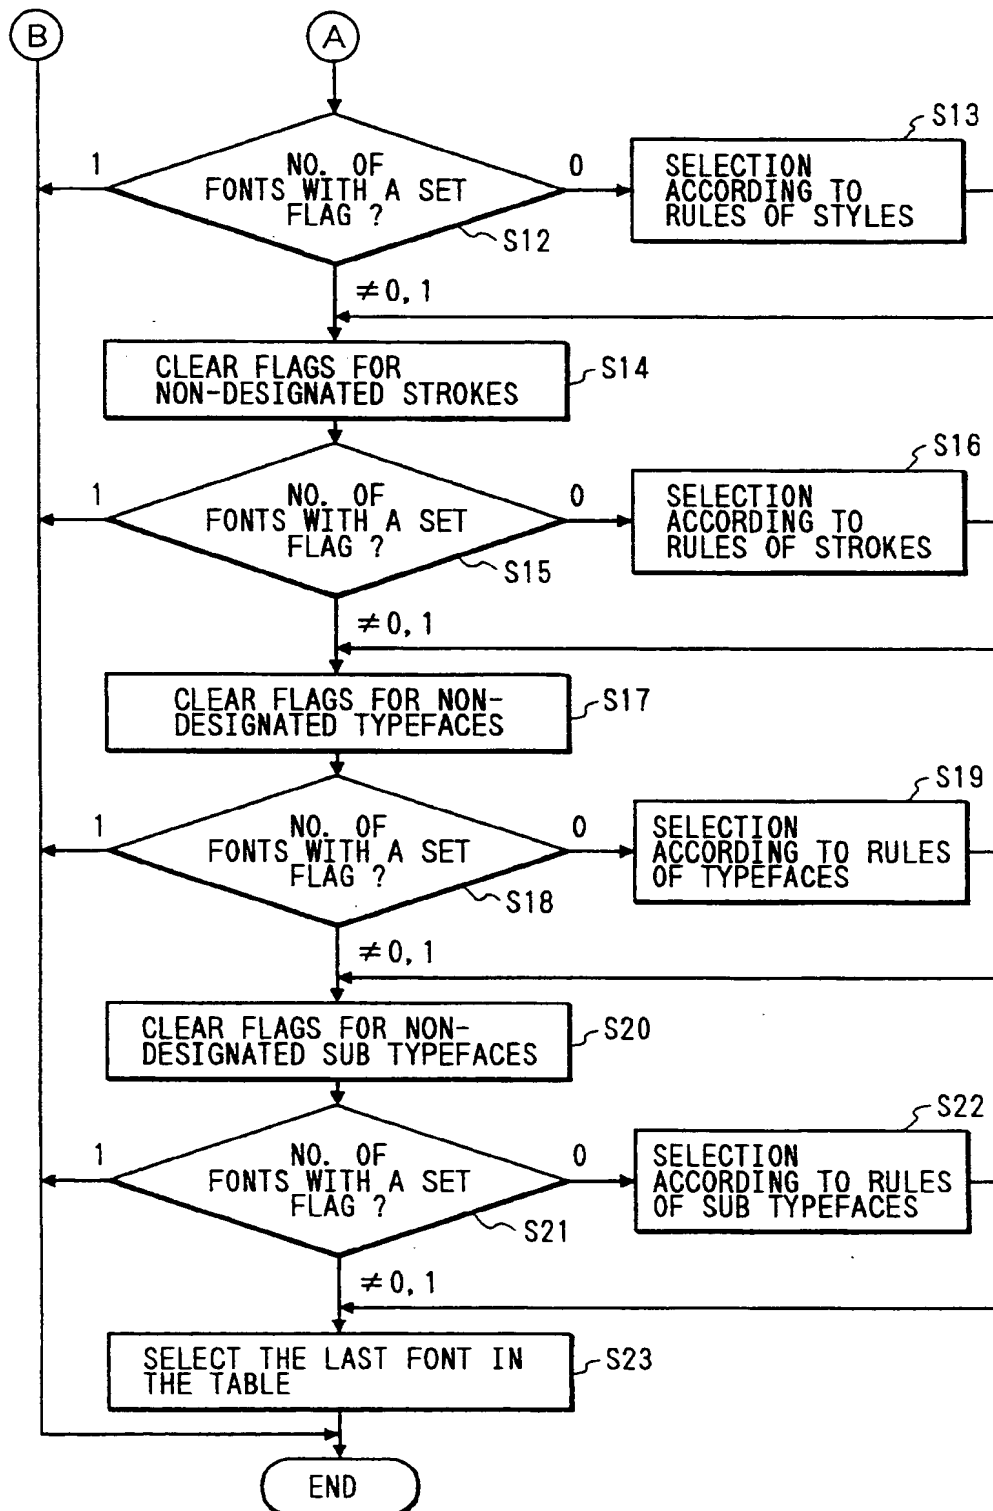 B
A
S13
1
NO. OF
FONTS WITH A SET
FLAG ?
0
SELECTION
ACCORDING TO
RULES OF STYLES
S12
≠0,1
CLEAR FLAGS FOR
NON-DESIGNATED STROKES
S14
S16
1
NO. OF
FONTS WITH A SET
FLAG ?
0
SELECTION
ACCORDING TO
RULES OF STROKES
S15
≠0,1
CLEAR FLAGS FOR NON-
DESIGNATED TYPEFACES
S17
S19
1
NO. OF
FONTS WITH A SET
FLAG ?
0
SELECTION
ACCORDING TO RULES
OF TYPEFACES
S18
≠0,1
CLEAR FLAGS FOR NON-
DESIGNATED SUB TYPEFACES
S20
S22
1
NO. OF
FONTS WITH A SET
FLAG ?
0
SELECTION
ACCORDING TO RULES
OF SUB TYPEFACES
S21
≠0,1
SELECT THE LAST FONT IN
THE TABLE
S23
END